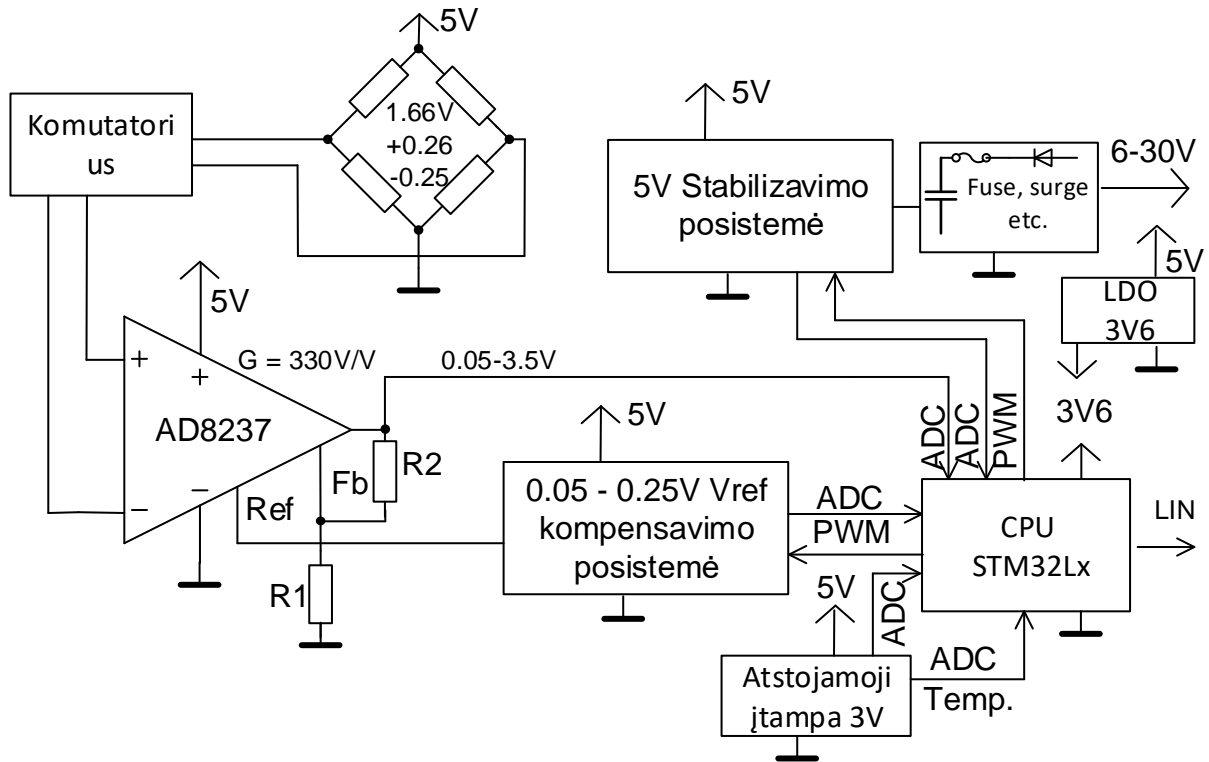 5V
Komutatori
us
1.66V
+0.26
-0.25
5V
5V Stabilizavimo
posistemė
Fuse, surge
etc.
6-30V
5V
LDO
3V6
3V6
5V
G = 330V/V
0.05-3.5V
+
+
AD8237
−
−
Ref
Fb
R2
R1
5V
0.05 - 0.25V Vref
kompensavimo
posistemė
ADC
PWM
ADC
ADC
PWM
CPU
STM32Lx
LIN
5V
ADC
Atstojamoji
įtampa 3V
ADC
Temp.